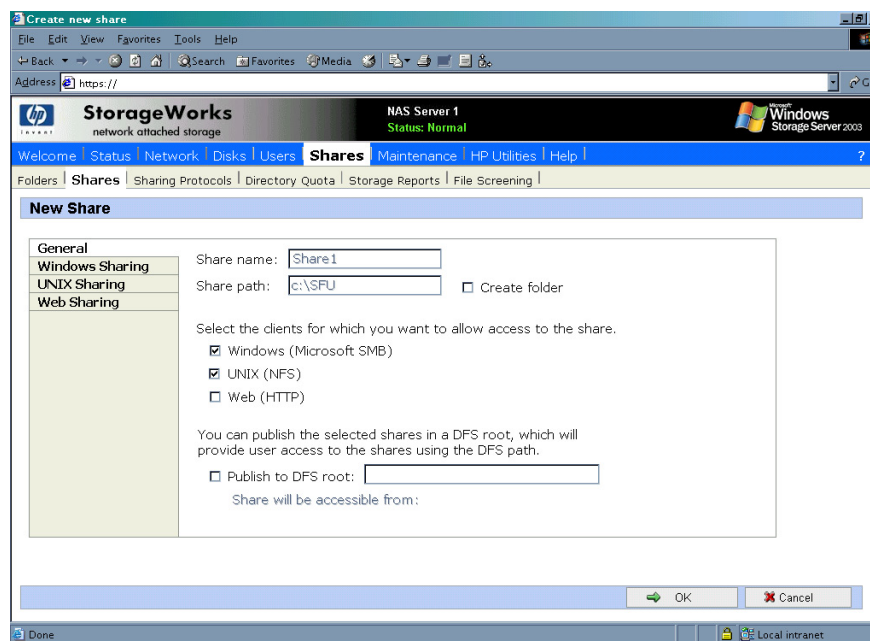 Create new share
File Edit View Favorites Tools Help
Back Search Favorites Media
Address https://
hp StorageWorks NAS Server 1 Microsoft Windows
invent network attached storage Status: Normal Storage Server 2003
Welcome Status Network Disks Users Shares Maintenance HP Utilities Help ?
Folders Shares Sharing Protocols Directory Quota Storage Reports File Screening
New Share
General
Windows Sharing
UNIX Sharing
Web Sharing
Share name: Share1
Share path: c:\SFU Create folder
Select the clients for which you want to allow access to the share.
Windows (Microsoft SMB)
UNIX (NFS)
Web (HTTP)
You can publish the selected shares in a DFS root, which will
provide user access to the shares using the DFS path.
Publish to DFS root:
Share will be accessible from:
OK Cancel
Done Local intranet